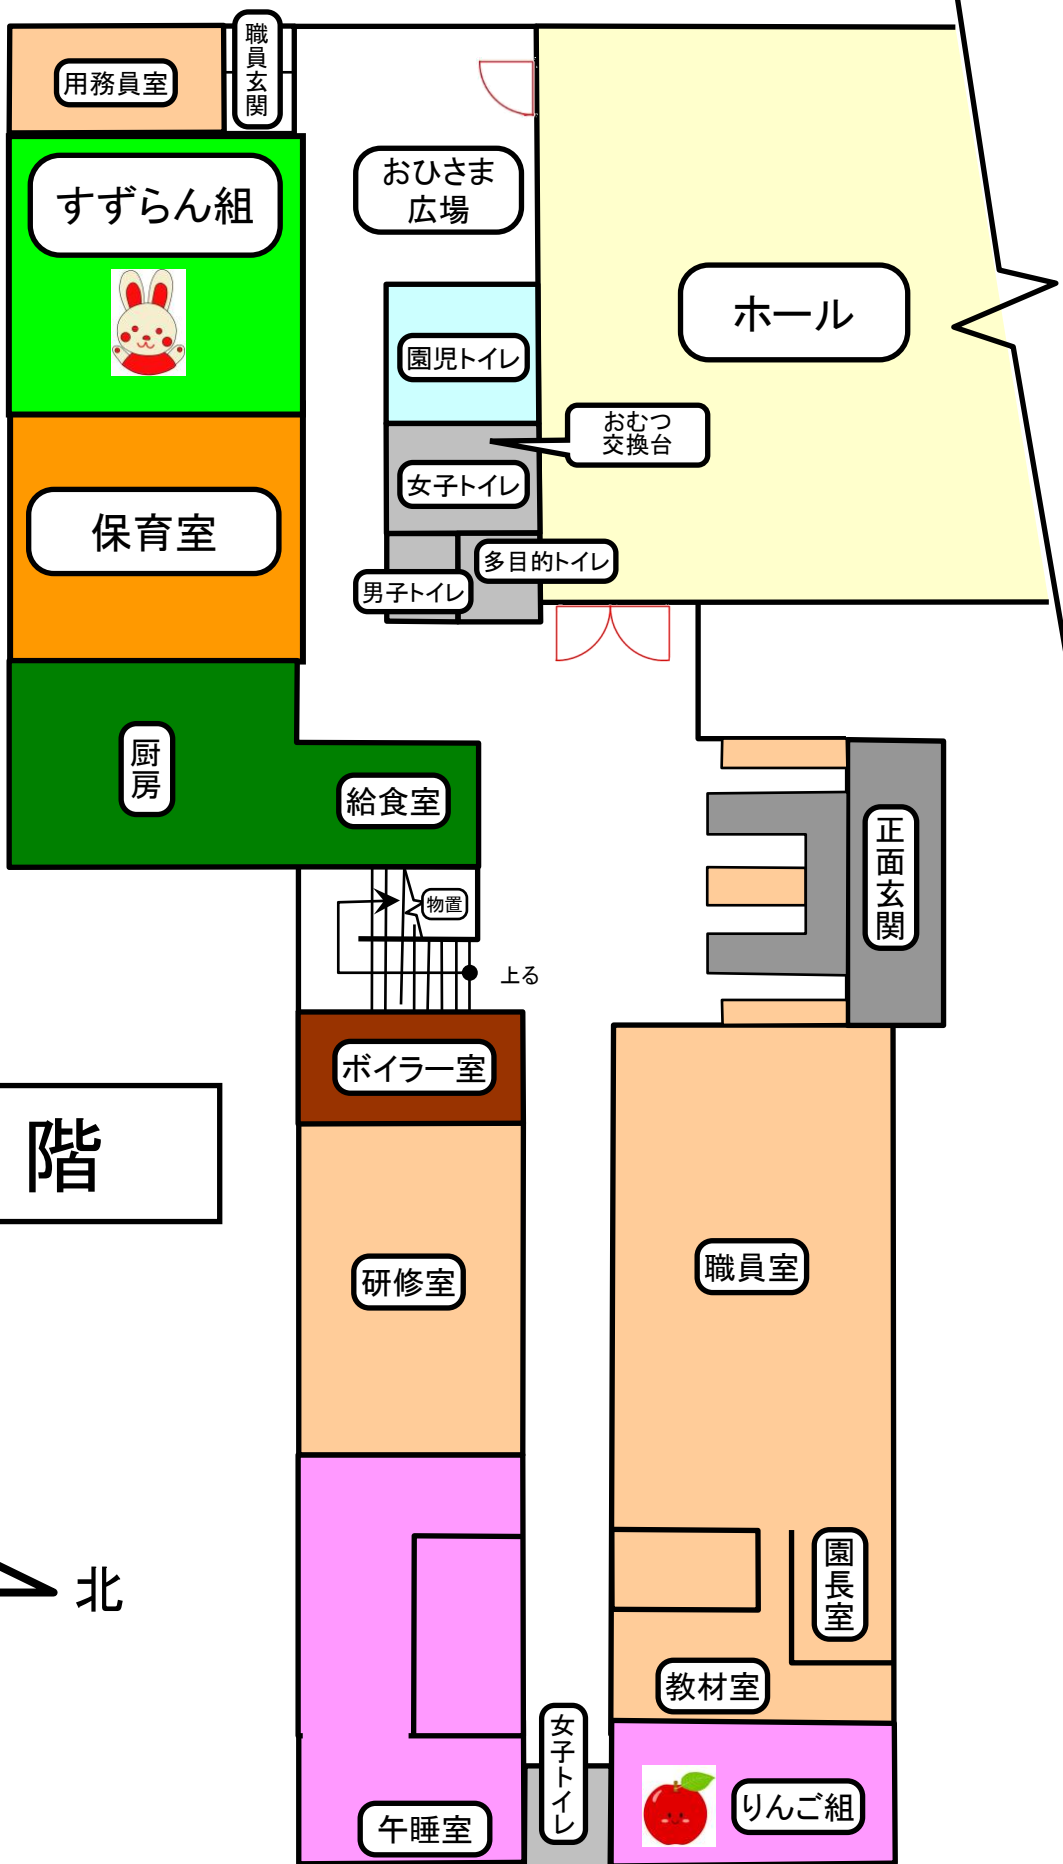 職員玄関
用務員室
すずらん組
おひさま
広場
ホール
園児トイレ
おむつ
交換台
女子トイレ
保育室
多目的トイレ
男子トイレ
厨房
給食室
正面玄関
物置
上る
ボイラー室
階
研修室
職員室
園長室
北
教材室
女子トイレ
りんご組
午睡室